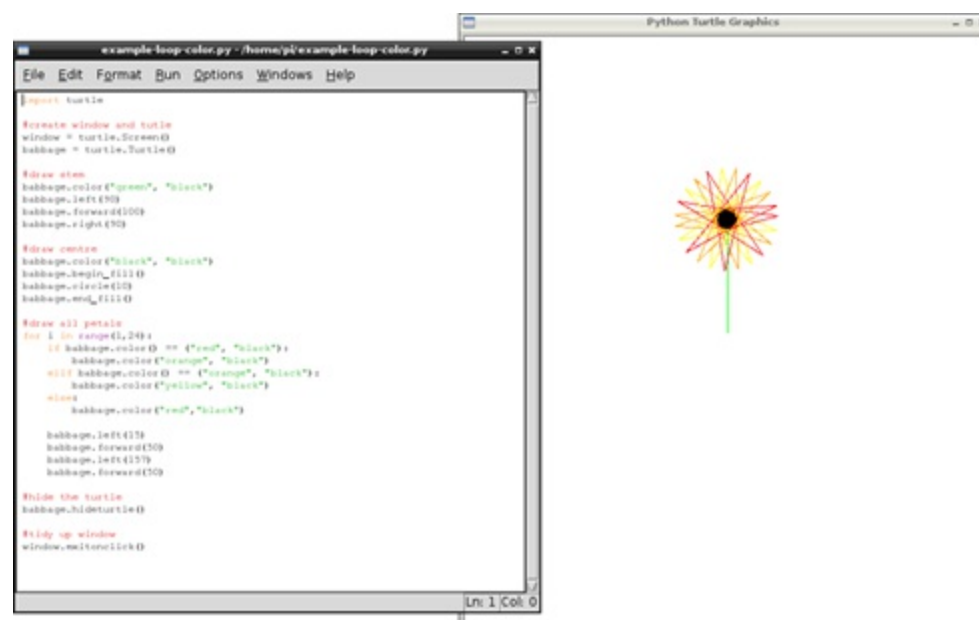 Python Turtle Graphics
example-loop-color.py - /home/pi/example-loop-color.py
File Edit Format Run Options Windows Help
import turtle
#create window and tutle
window = turtle.Screen()
babbage = turtle.Turtle()
#draw stem
babbage.color("green", "black")
babbage.left(90)
babbage.forward(100)
babbage.right(90)
#draw centre
babbage.color("black", "black")
babbage.begin_fill()
babbage.circle(10)
babbage.end_fill()
#draw all petals
for i in range(1,24):
    if babbage.color() == ("red", "black"):
        babbage.color("orange", "black")
    elif babbage.color() == ("orange", "black"):
        babbage.color("yellow", "black")
    else:
        babbage.color("red","black")
    babbage.left(15)
    babbage.forward(50)
    babbage.left(157)
    babbage.forward(50)
#hide the turtle
babbage.hideturtle()
#tidy up window
window.exitonclick()
Ln: 1 Col: 0